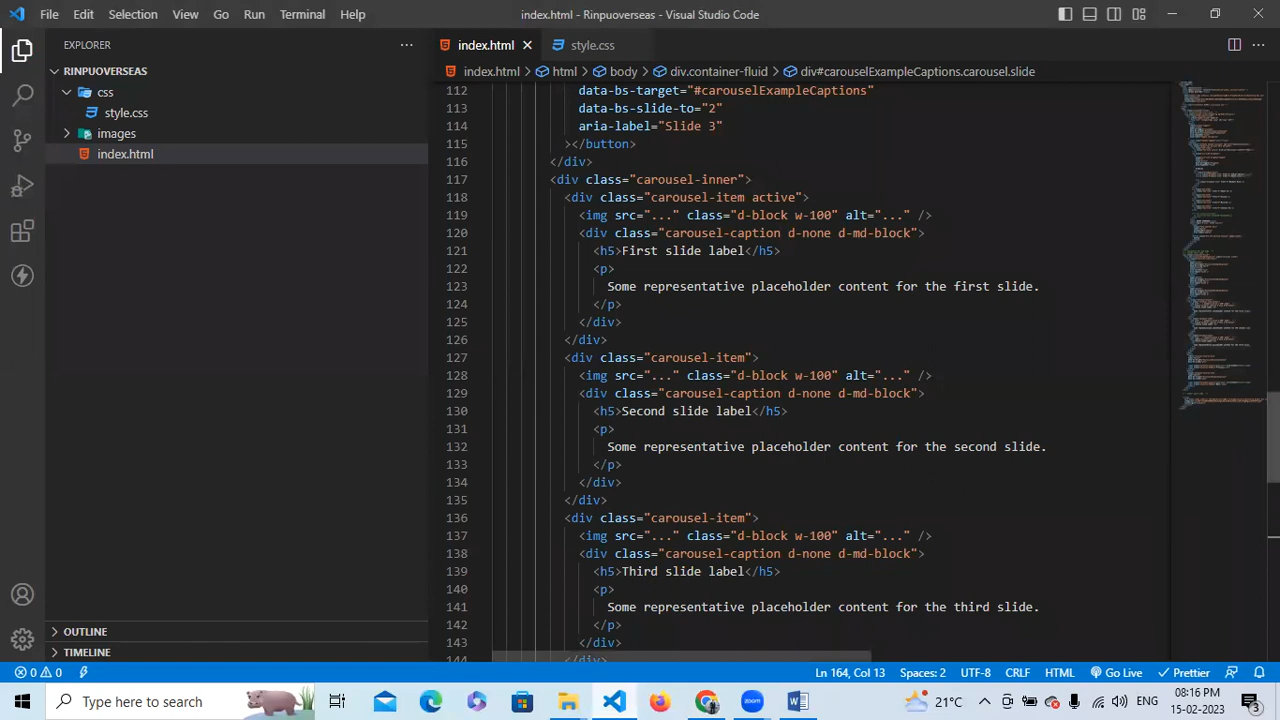 File Edit Selection View Go Run Terminal Help
index.html - Rinpuoverseas - Visual Studio Code
EXPLORER
index.html
style.css
RINPUOVERSEAS
css
style.css
images
index.html
index.html > html > body > div.container-fluid > div#carouselExampleCaptions.carousel.slide
112 data-bs-target="#carouselExampleCaptions"
113 data-bs-slide-to="2"
114 aria-label="Slide 3"
115 ></button>
116 </div>
117 <div class="carousel-inner">
118 <div class="carousel-item active">
119 <img src="..." class="d-block w-100" alt="..." />
120 <div class="carousel-caption d-none d-md-block">
121 <h5>First slide label</h5>
122 <p>
123 Some representative placeholder content for the first slide.
124 </p>
125 </div>
126 </div>
127 <div class="carousel-item">
128 <img src="..." class="d-block w-100" alt="..." />
129 <div class="carousel-caption d-none d-md-block">
130 <h5>Second slide label</h5>
131 <p>
132 Some representative placeholder content for the second slide.
133 </p>
134 </div>
135 </div>
136 <div class="carousel-item">
137 <img src="..." class="d-block w-100" alt="..." />
138 <div class="carousel-caption d-none d-md-block">
139 <h5>Third slide label</h5>
140 <p>
141 Some representative placeholder content for the third slide.
142 </p>
143 </div>
144 </div>
OUTLINE
TIMELINE
0 0
Ln 164, Col 13 Spaces: 2 UTF-8 CRLF HTML Go Live Prettier
Type here to search
21°C
ENG
08:16 PM
15-02-2023
3